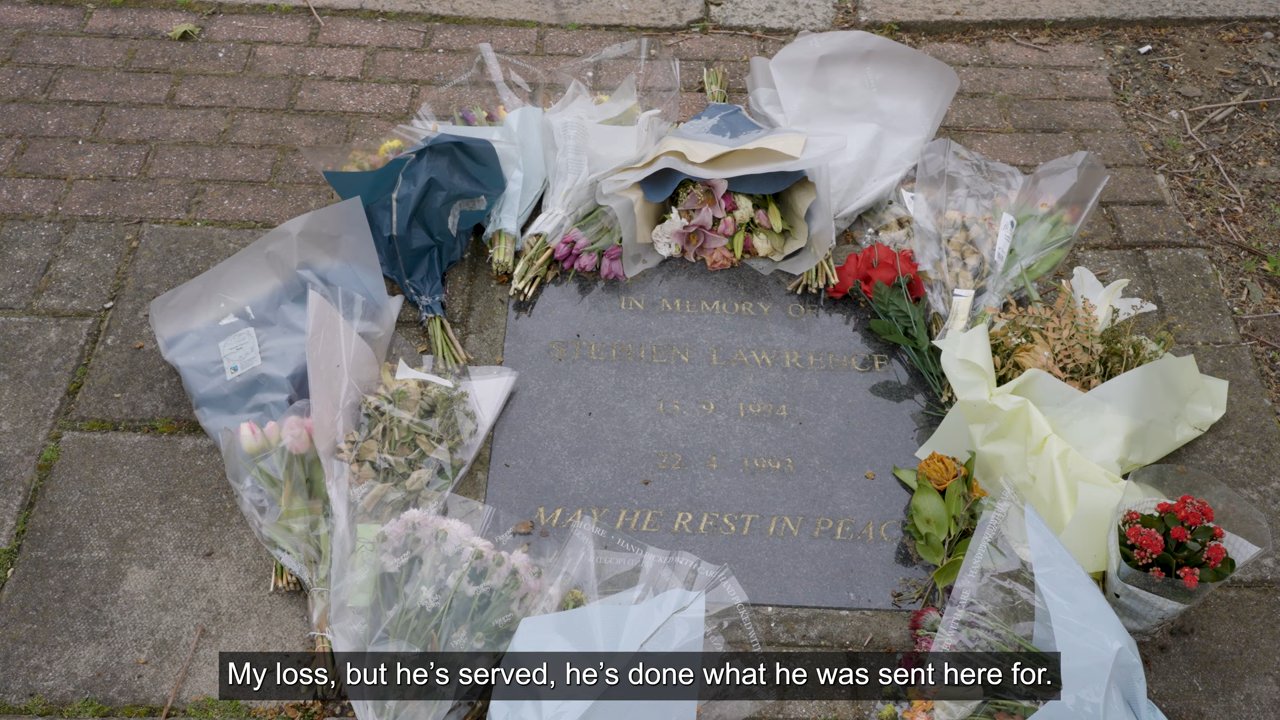 IN MEMORY OF
STEPHEN LAWRENCE
13 . 9 . 1974
22 . 4 . 1993
MAY HE REST IN PEAC
My loss, but he's served, he's done what he was sent here for.